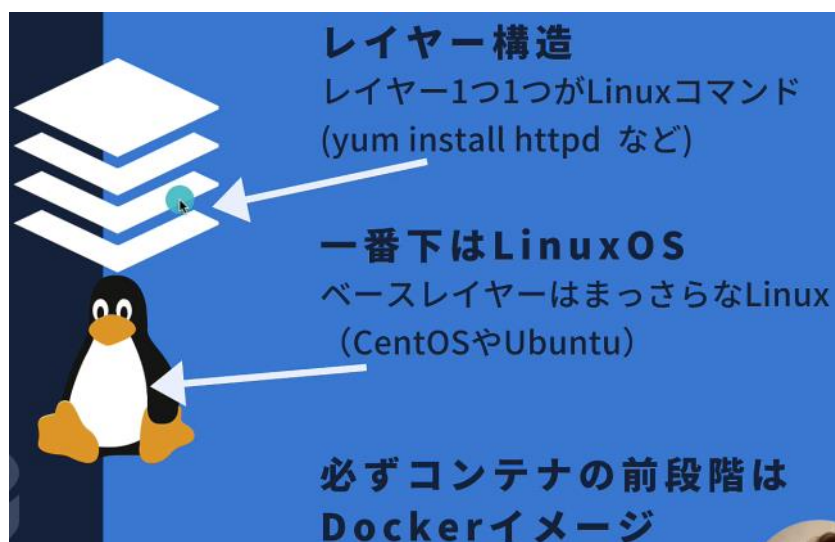 レイヤー構造
レイヤー1つ1つがLinuxコマンド
(yum install httpd など)
一番下はLinuxOS
ベースレイヤーはまっさらなLinux
（CentOSやUbuntu）
必ずコンテナの前段階は
Dockerイメージ